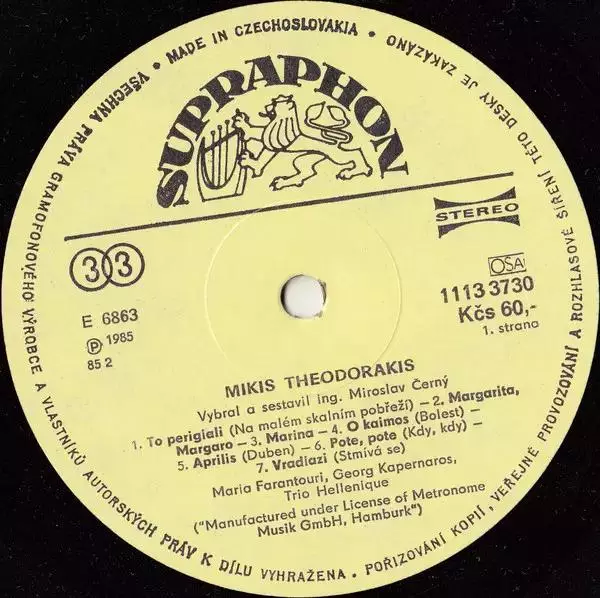 VŠECHNA PRÁVA GRAMOFONOVÉHO VÝROBCE A VLASTNÍKŮ AUTORSKÝCH PRÁV K DÍLU VYHRAŽENA • POŘIZOVÁNÍ KOPIÍ, VEŘEJNÉ PROVOZOVÁNÍ A ROZHLASOVÉ ŠÍŘENÍ TÉTO DESKY JE ZAKÁZÁNO •
MADE IN CZECHOSLOVAKIA •
SUPRAPHON
STEREO
33
OSA
E 6863
1113 3730
Ⓟ 1985
Kčs 60,-
85 2
1. strana
MIKIS THEODORAKIS
Vybral a sestavil ing. Miroslav Černý
1. To perigiali (Na malém skalním pobřeží) – 2. Margarita,
Margaro – 3. Marina – 4. O kaimos (Bolest) –
5. Aprilis (Duben) – 6. Pote, pote (Kdy, kdy) –
7. Vradiazi (Stmívá se)
Maria Farantouri, Georg Kapernaros,
Trio Hellenique
("Manufactured under License of Metronome
Musik GmbH, Hamburk")